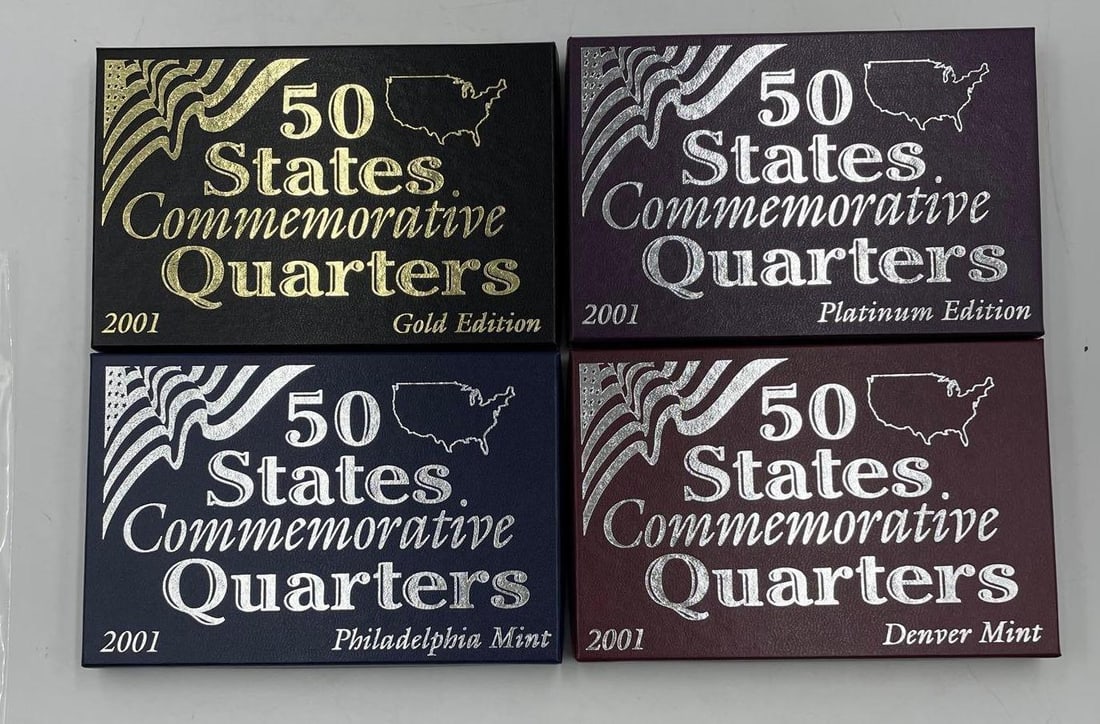 50
States
Commemorative
Quarters
2001 Gold Edition
50
States
Commemorative
Quarters
2001 Platinum Edition
50
States
Commemorative
Quarters
2001 Philadelphia Mint
50
States
Commemorative
Quarters
2001 Denver Mint